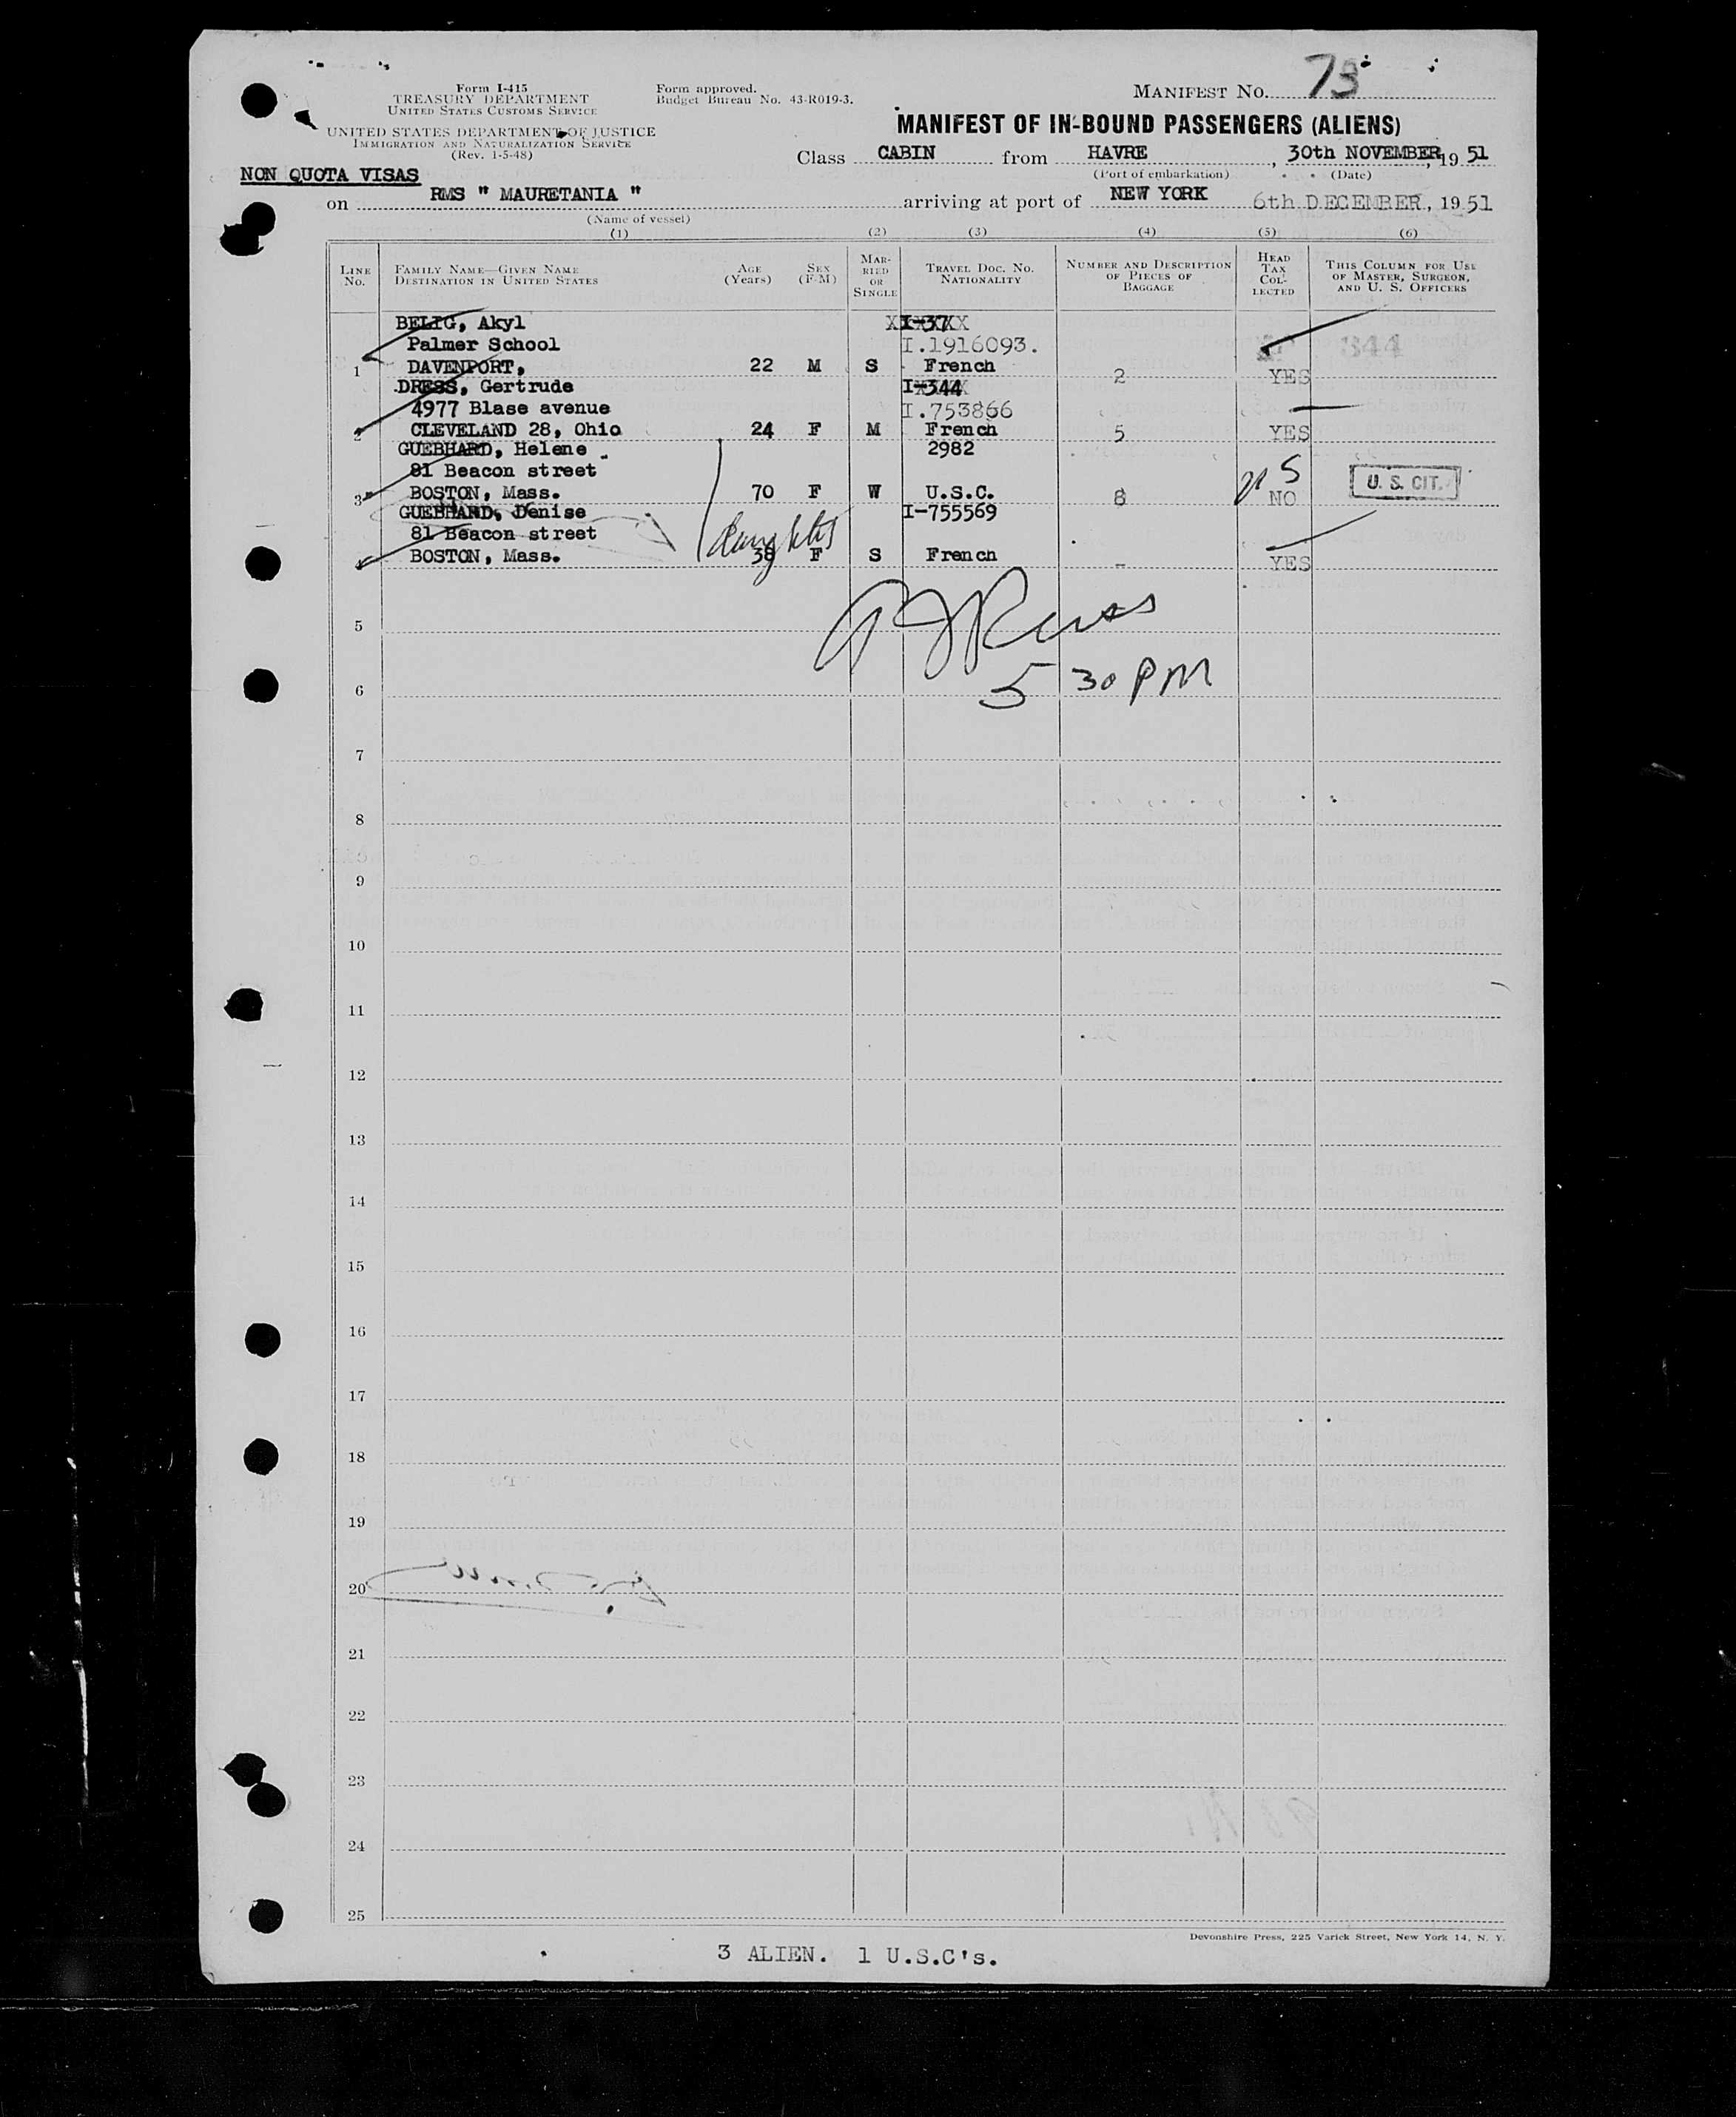 Form I-415
TREASURY DEPARTMENT
UNITED STATES CUSTOMS SERVICE
UNITED STATES DEPARTMENT OF JUSTICE
IMMIGRATION AND NATURALIZATION SERVICE
(Rev. 1-5-48)
Form approved.
Budget Bureau No. 43-R019-3.
MANIFEST NO. 73
MANIFEST OF IN-BOUND PASSENGERS (ALIENS)
Class CABIN from HAVRE, 30th NOVEMBER, 19 51
(Port of embarkation) (Date)
NON QUOTA VISAS
on RMS " MAURETANIA " arriving at port of NEW YORK 6th DECEMBER, 19 51
(Name of vessel)
(1) (2) (3) (4) (5) (6)
LINE NO. FAMILY NAME—GIVEN NAME DESTINATION IN UNITED STATES AGE (Years) SEX (F-M) MARRIED OR SINGLE TRAVEL DOC. NO. NATIONALITY NUMBER AND DESCRIPTION OF PIECES OF BAGGAGE HEAD TAX COLLECTED THIS COLUMN FOR USE OF MASTER, SURGEON, AND U. S. OFFICERS
BELIG, Akyl I-37
Palmer School I.1916093. 344
1 DAVENPORT, 22 M S French 2 YES
DRESS, Gertrude I-344
4977 Blase avenue I.753866
2 CLEVELAND 28, Ohio 24 F M French 5 YES
GUEBHARD, Helene 2982
81 Beacon street
3 BOSTON, Mass. 70 F W U.S.C. 8 NO U. S. CIT.
GUEBHARD, Denise I-755569
81 Beacon street daughter
4 BOSTON, Mass. 38 F S French - YES
5
5 30 PM
6
7
8
9
10
11
12
13
14
15
16
17
18
19
20
21
22
23
24
25
Devonshire Press, 225 Varick Street, New York 14, N. Y.
3 ALIEN. 1 U.S.C's.